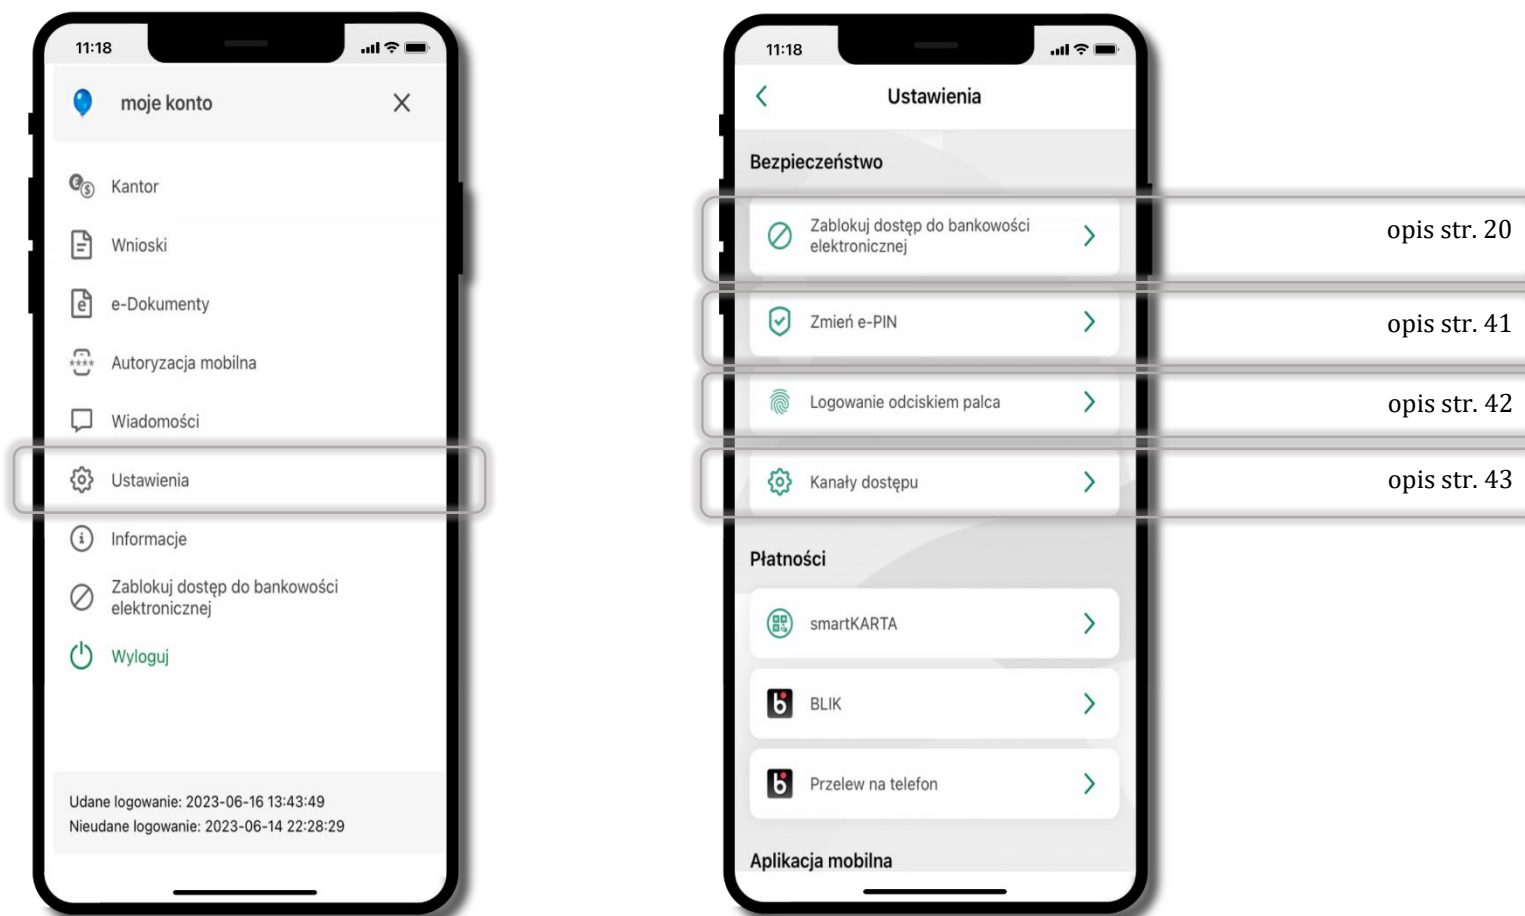 11:18
moje konto
Kantor
Wnioski
e-Dokumenty
Autoryzacja mobilna
Wiadomości
Ustawienia
Informacje
Zablokuj dostęp do bankowości
elektronicznej
Wyloguj
Udane logowanie: 2023-06-16 13:43:49
Nieudane logowanie: 2023-06-14 22:28:29
11:18
Ustawienia
Bezpieczeństwo
Zablokuj dostęp do bankowości
elektronicznej
opis str. 20
Zmień e-PIN
opis str. 41
Logowanie odciskiem palca
opis str. 42
Kanały dostępu
opis str. 43
Płatności
smartKARTA
BLIK
Przelew na telefon
Aplikacja mobilna